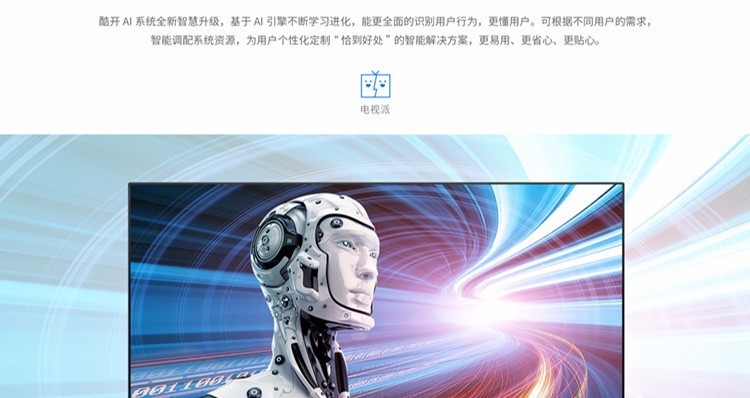 酷开 AI 系统全新智慧升级，基于 AI 引擎不断学习进化，能更全面的识别用户行为，更懂用户。可根据不同用户的需求，
智能调配系统资源，为用户个性化定制“恰到好处”的智能解决方案，更易用、更省心、更贴心。
电视派
0011001010